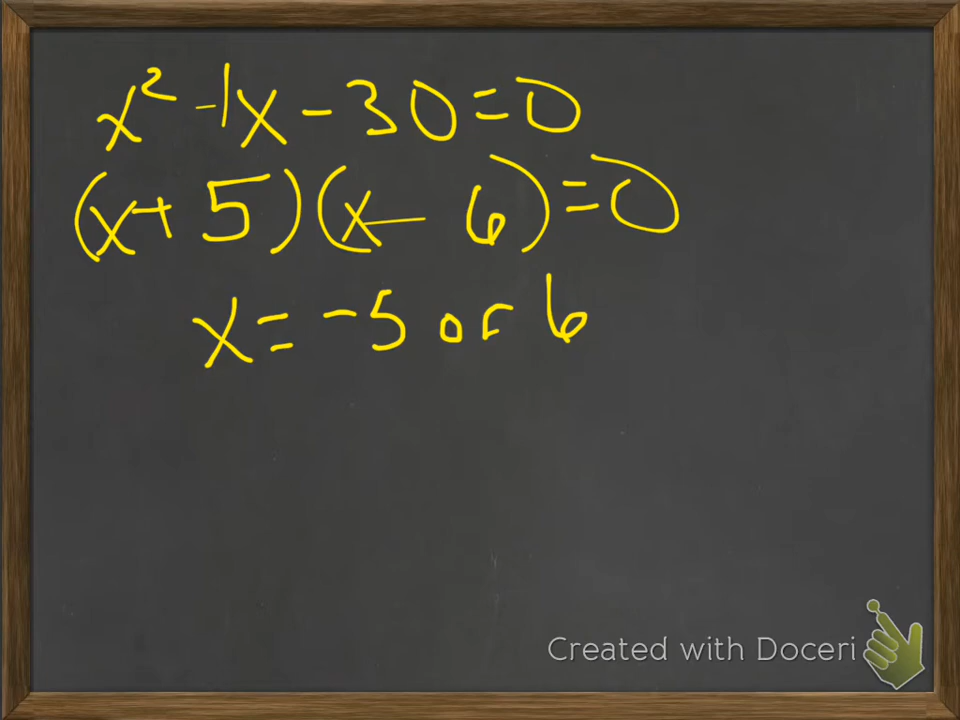 x² -1x - 30 = 0
(x + 5)(x - 6) = 0
x = -5 or 6
Created with Doceri